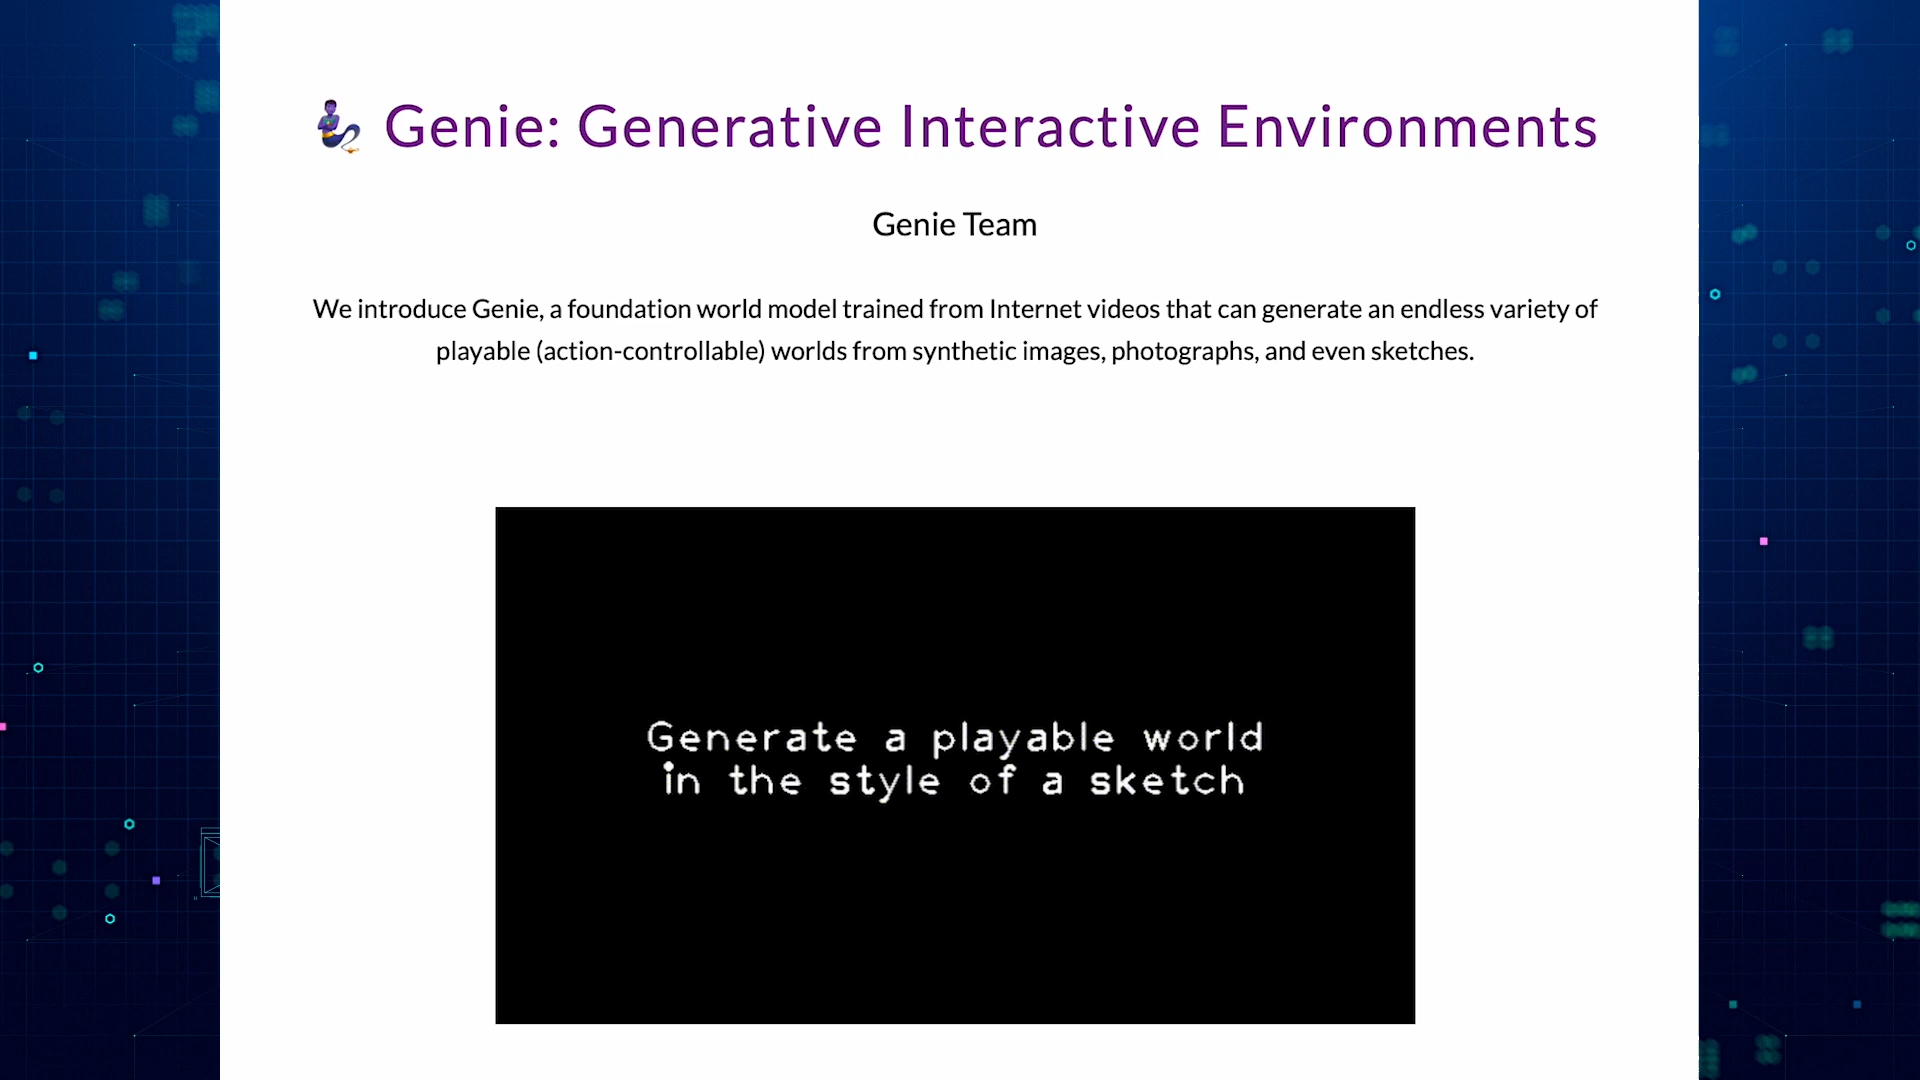 Genie: Generative Interactive Environments
Genie Team
We introduce Genie, a foundation world model trained from Internet videos that can generate an endless variety of
playable (action-controllable) worlds from synthetic images, photographs, and even sketches.
Generate a playable world
in the style of a sketch